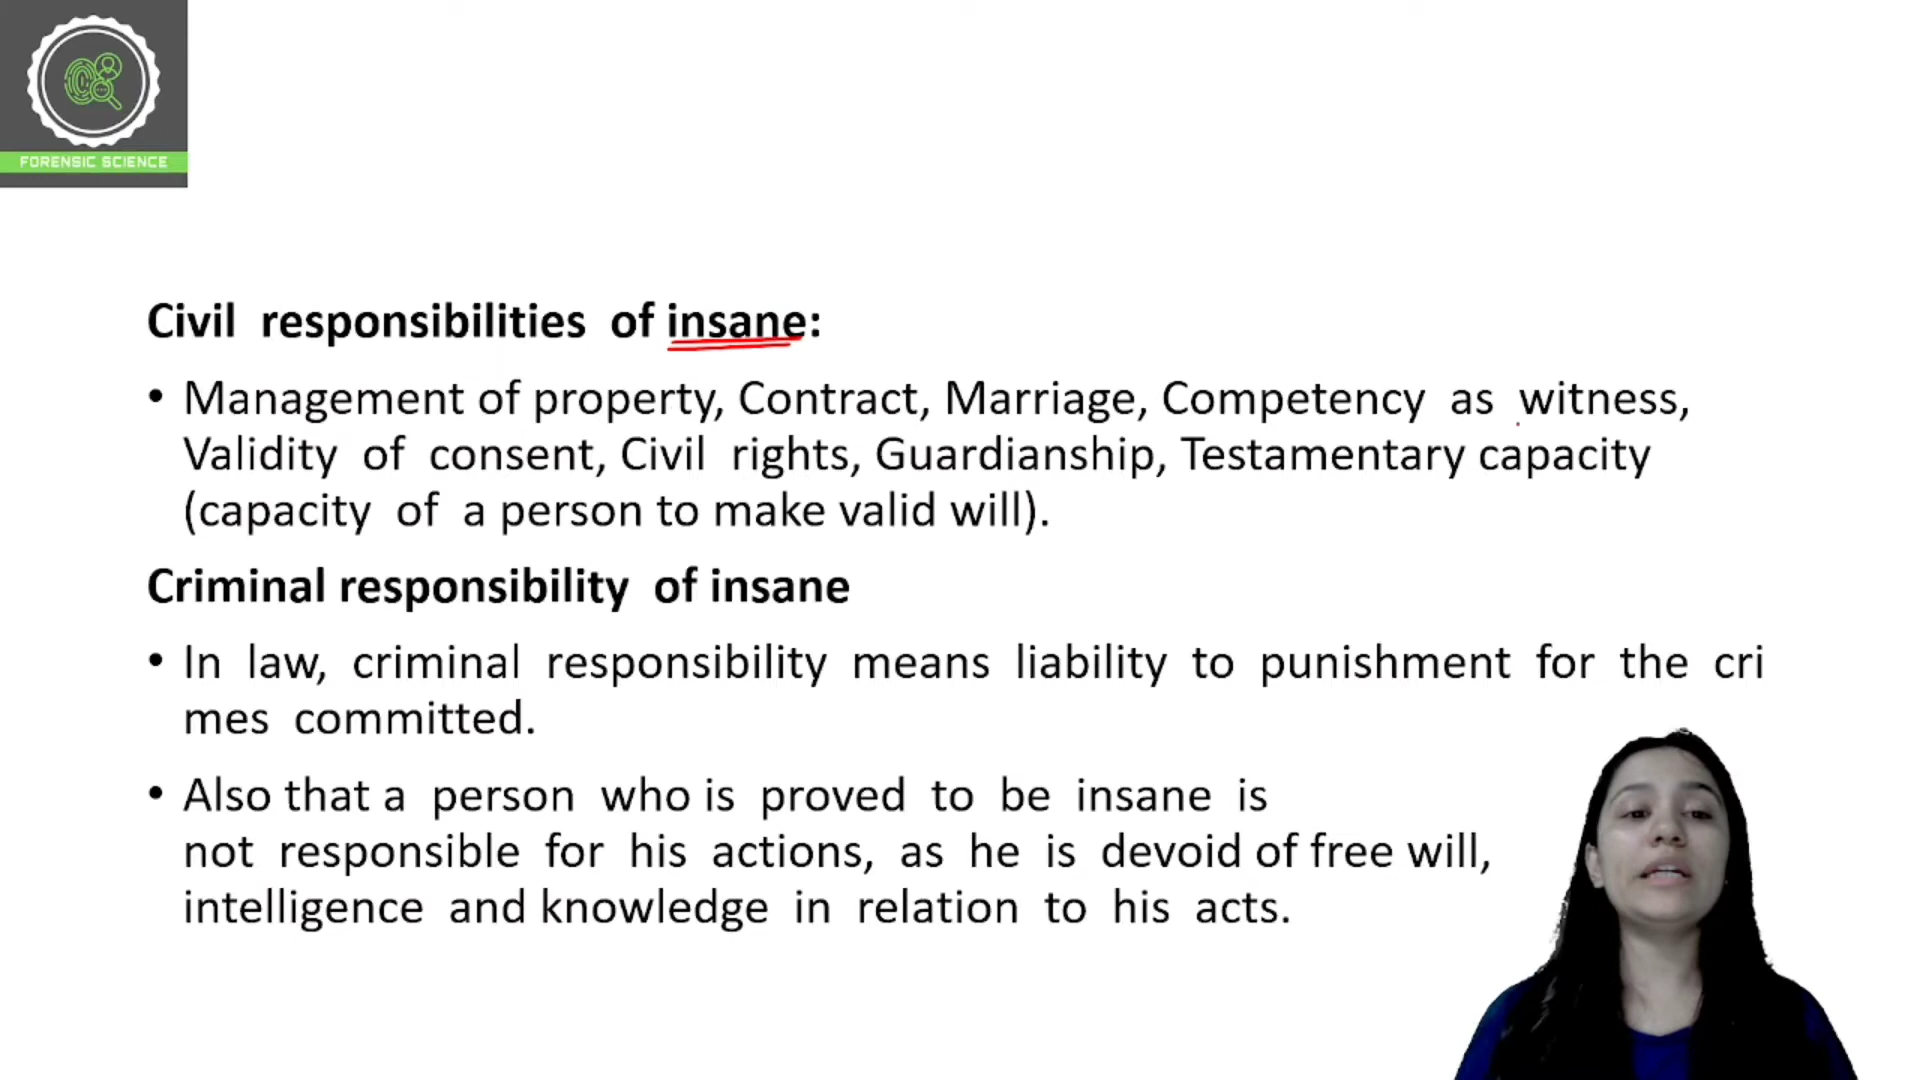 FORENSIC SCIENCE
Civil responsibilities of insane:
• Management of property, Contract, Marriage, Competency as witness,
Validity of consent, Civil rights, Guardianship, Testamentary capacity
(capacity of a person to make valid will).
Criminal responsibility of insane
• In law, criminal responsibility means liability to punishment for the cri
mes committed.
• Also that a person who is proved to be insane is
not responsible for his actions, as he is devoid of free will,
intelligence and knowledge in relation to his acts.